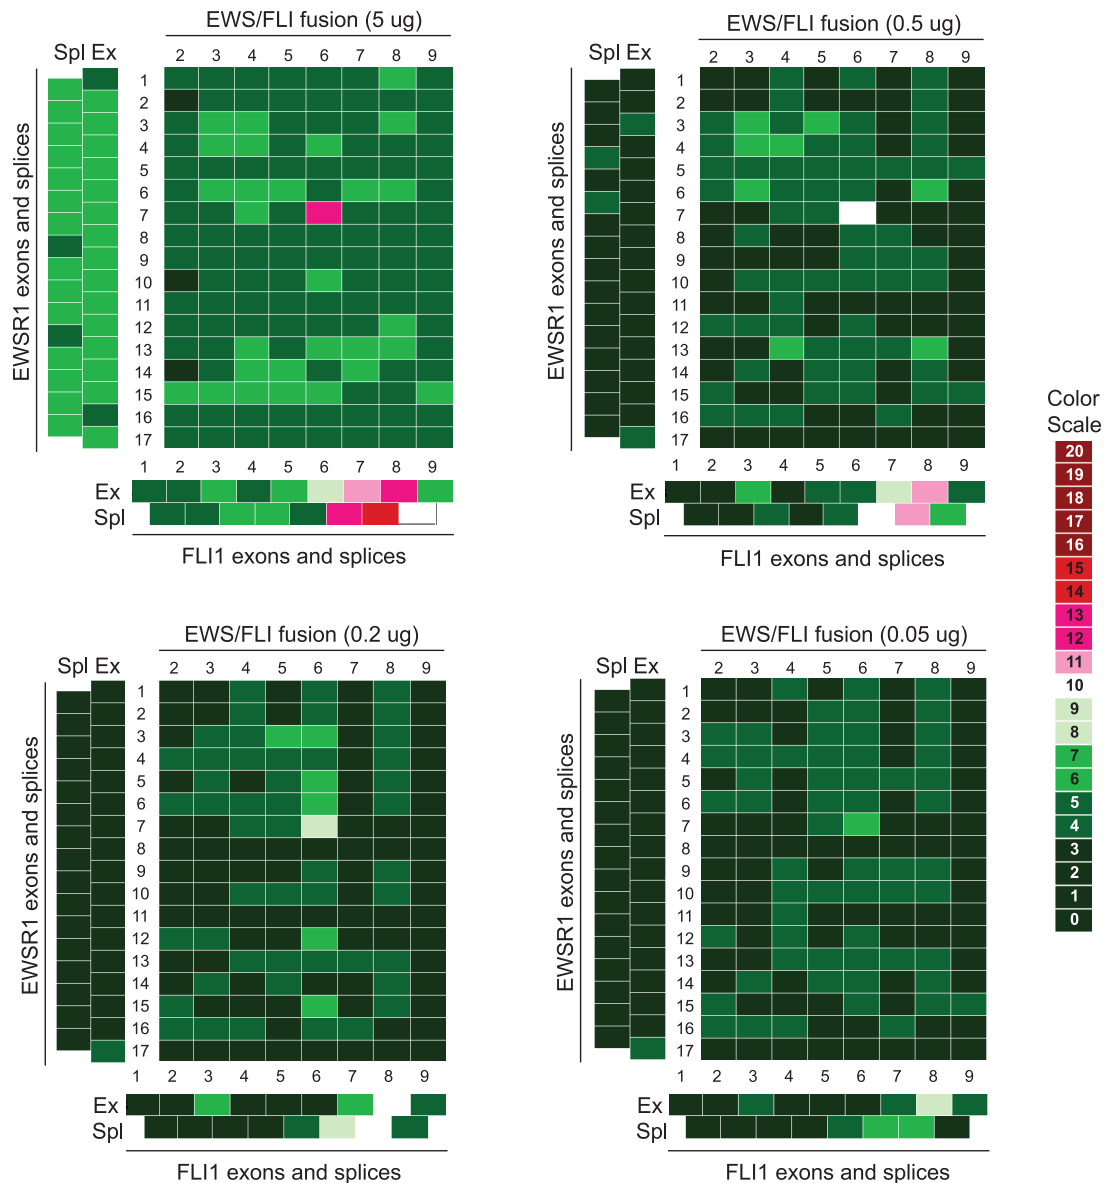 EWS/FLI fusion (5 ug)
Spl Ex
2 3 4 5 6 7 8 9
EWSR1 exons and splices
1
2
3
4
5
6
7
8
9
10
11
12
13
14
15
16
17
1 2 3 4 5 6 7 8 9
Ex
Spl
FLI1 exons and splices
EWS/FLI fusion (0.5 ug)
Spl Ex
2 3 4 5 6 7 8 9
EWSR1 exons and splices
1
2
3
4
5
6
7
8
9
10
11
12
13
14
15
16
17
1 2 3 4 5 6 7 8 9
Ex
Spl
FLI1 exons and splices
Color
Scale
20
19
18
17
16
15
14
13
12
11
10
9
8
7
6
5
4
3
2
1
0
EWS/FLI fusion (0.2 ug)
Spl Ex
2 3 4 5 6 7 8 9
EWSR1 exons and splices
1
2
3
4
5
6
7
8
9
10
11
12
13
14
15
16
17
1 2 3 4 5 6 7 8 9
Ex
Spl
FLI1 exons and splices
EWS/FLI fusion (0.05 ug)
Spl Ex
2 3 4 5 6 7 8 9
EWSR1 exons and splices
1
2
3
4
5
6
7
8
9
10
11
12
13
14
15
16
17
1 2 3 4 5 6 7 8 9
Ex
Spl
FLI1 exons and splices